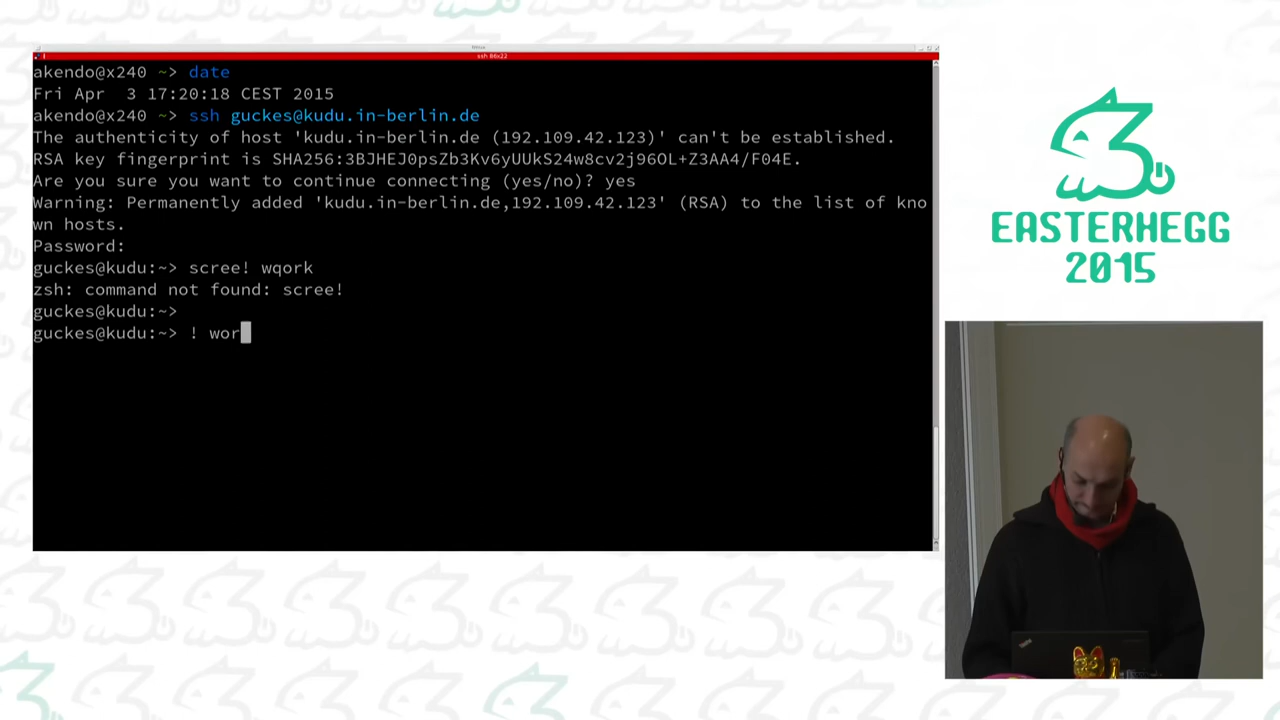 ssh 86x22
akendo@x240 ~> date
Fri Apr  3 17:20:18 CEST 2015
akendo@x240 ~> ssh guckes@kudu.in-berlin.de
The authenticity of host 'kudu.in-berlin.de (192.109.42.123)' can't be established.
RSA key fingerprint is SHA256:3BJHEJ0psZb3Kv6yUUkS24w8cv2j96OL+Z3AA4/F04E.
Are you sure you want to continue connecting (yes/no)? yes
Warning: Permanently added 'kudu.in-berlin.de,192.109.42.123' (RSA) to the list of kno
wn hosts.
Password:
guckes@kudu:~> scree! wqork
zsh: command not found: scree!
guckes@kudu:~>
guckes@kudu:~> ! wor
EASTERHEGG
2015